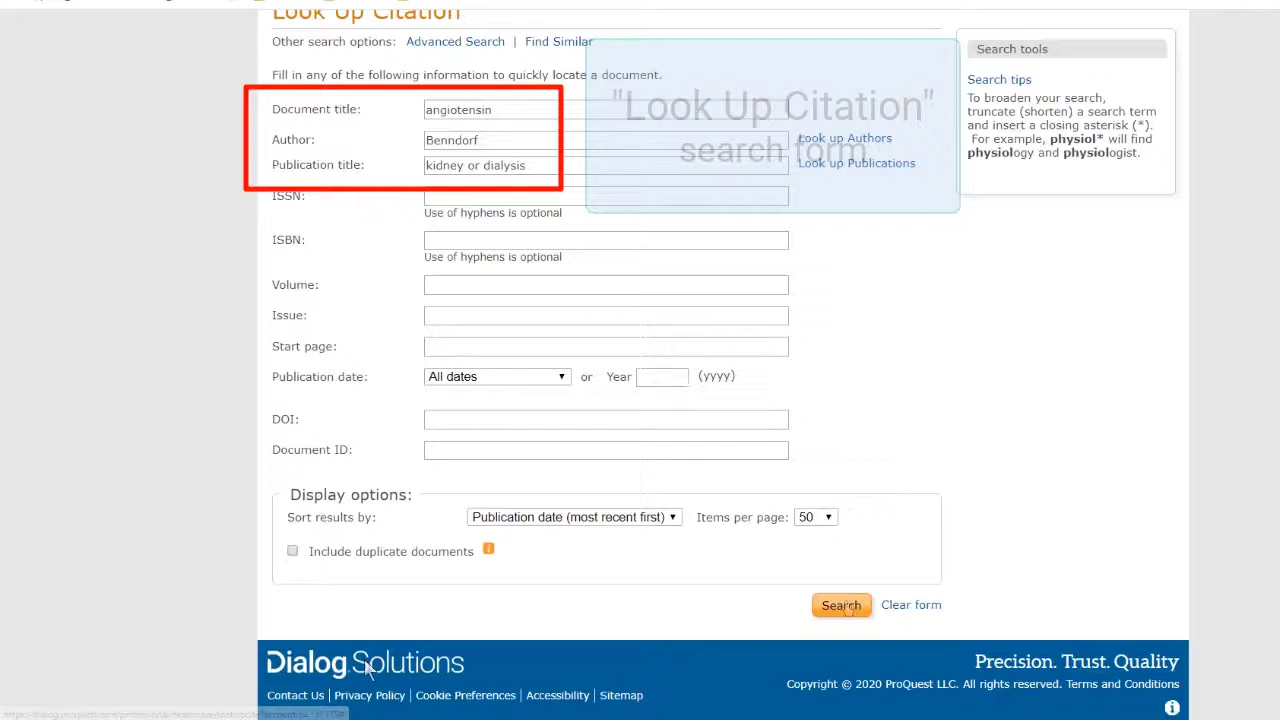 Look Up Citation
Other search options: Advanced Search | Find Similar
Fill in any of the following information to quickly locate a document.
"Look Up Citation"
search form
Document title: angiotensin
Author: Benndorf Look up Authors
Publication title: kidney or dialysis Look up Publications
ISSN:
Use of hyphens is optional
ISBN:
Use of hyphens is optional
Volume:
Issue:
Start page:
Publication date: All dates or Year (yyyy)
DOI:
Document ID:
Display options:
Sort results by: Publication date (most recent first) Items per page: 50
Include duplicate documents i
Search Clear form
Search tools
Search tips
To broaden your search,
truncate (shorten) a search term
and insert a closing asterisk (*).
For example, physiol* will find
physiology and physiologist.
Dialog Solutions
Contact Us | Privacy Policy | Cookie Preferences | Accessibility | Sitemap
Precision. Trust. Quality
Copyright © 2020 ProQuest LLC. All rights reserved. Terms and Conditions
i